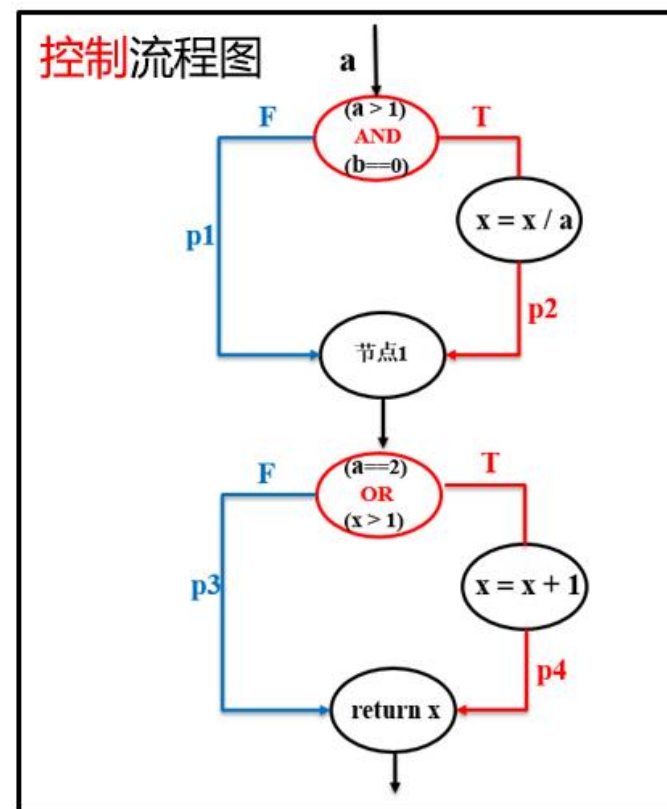 控制流程图
a
(a > 1)
F
AND
T
(b==0)
x = x / a
p1
p2
节点1
(a==2)
F
OR
T
(x > 1)
p3
x = x + 1
p4
return x